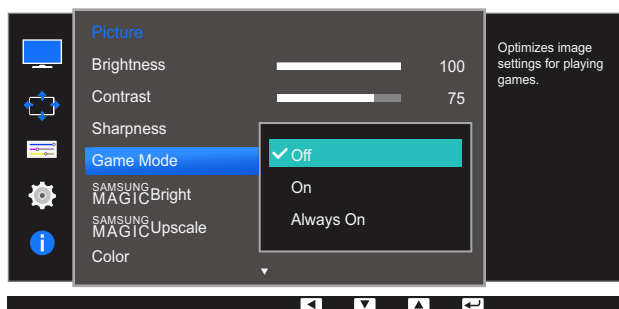 Picture
Brightness 100
Contrast 75
Sharpness
Game Mode
SAMSUNG
MAGICBright
SAMSUNG
MAGICUpscale
Color
Off
On
Always On
Optimizes image
settings for playing
games.